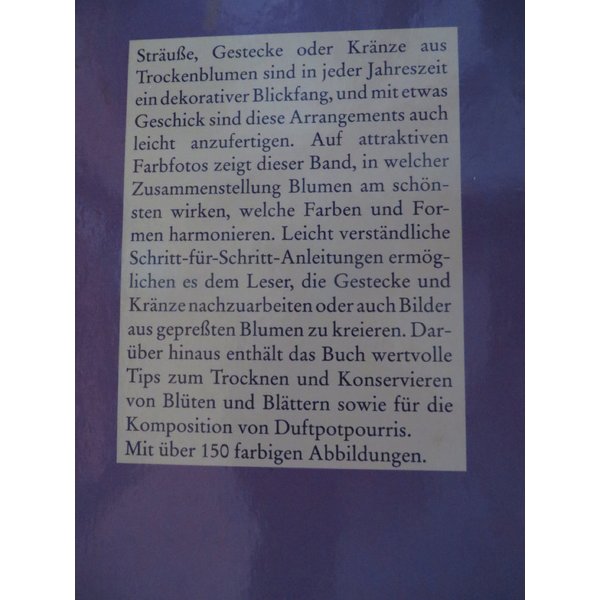 Sträuße, Gestecke oder Kränze aus
Trockenblumen sind in jeder Jahreszeit
ein dekorativer Blickfang, und mit etwas
Geschick sind diese Arrangements auch
leicht anzufertigen. Auf attraktiven
Farbfotos zeigt dieser Band, in welcher
Zusammenstellung Blumen am schön-
sten wirken, welche Farben und For-
men harmonieren. Leicht verständliche
Schritt-für-Schritt-Anleitungen ermög-
lichen es dem Leser, die Gestecke und
Kränze nachzuarbeiten oder auch Bilder
aus gepreßten Blumen zu kreieren. Dar-
über hinaus enthält das Buch wertvolle
Tips zum Trocknen und Konservieren
von Blüten und Blättern sowie für die
Komposition von Duftpotpourris.
Mit über 150 farbigen Abbildungen.